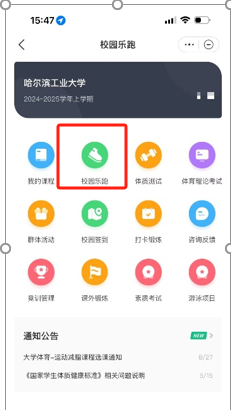 15:47
校园乐跑
哈尔滨工业大学
2024-2025学年上学期
我的课程
校园乐跑
体质测试
体育理论考试
群体活动
校园签到
打卡锻炼
咨询反馈
竞训管理
课外锻炼
素质考试
游泳项目
通知公告
NEW
大学体育-运动减脂课程选课通知
8/27
《国家学生体质健康标准》相关问题说明
5/15